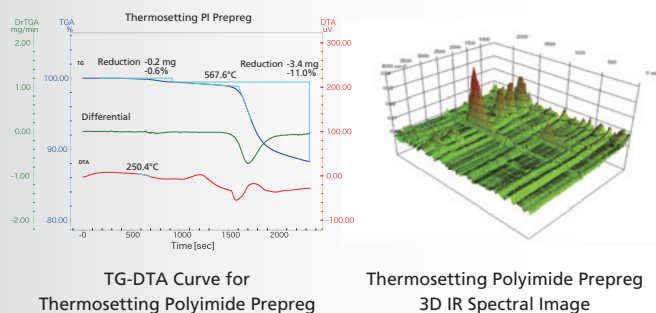 Thermosetting PI Prepreg
DrTGA
mg/min
TGA
%
DTA
uV
2.00
1.00
0.00
-1.00
-2.00
100.00
90.00
80.00
300.00
200.00
100.00
0.00
-100.00
TG
Reduction -0.2 mg
-0.6%
567.6°C
Reduction -3.4 mg
-11.0%
Differential
DTA
250.4°C
-0 500 1000 1500 2000
Time [sec]
TG-DTA Curve for
Thermosetting Polyimide Prepreg
Thermosetting Polyimide Prepreg
3D IR Spectral Image